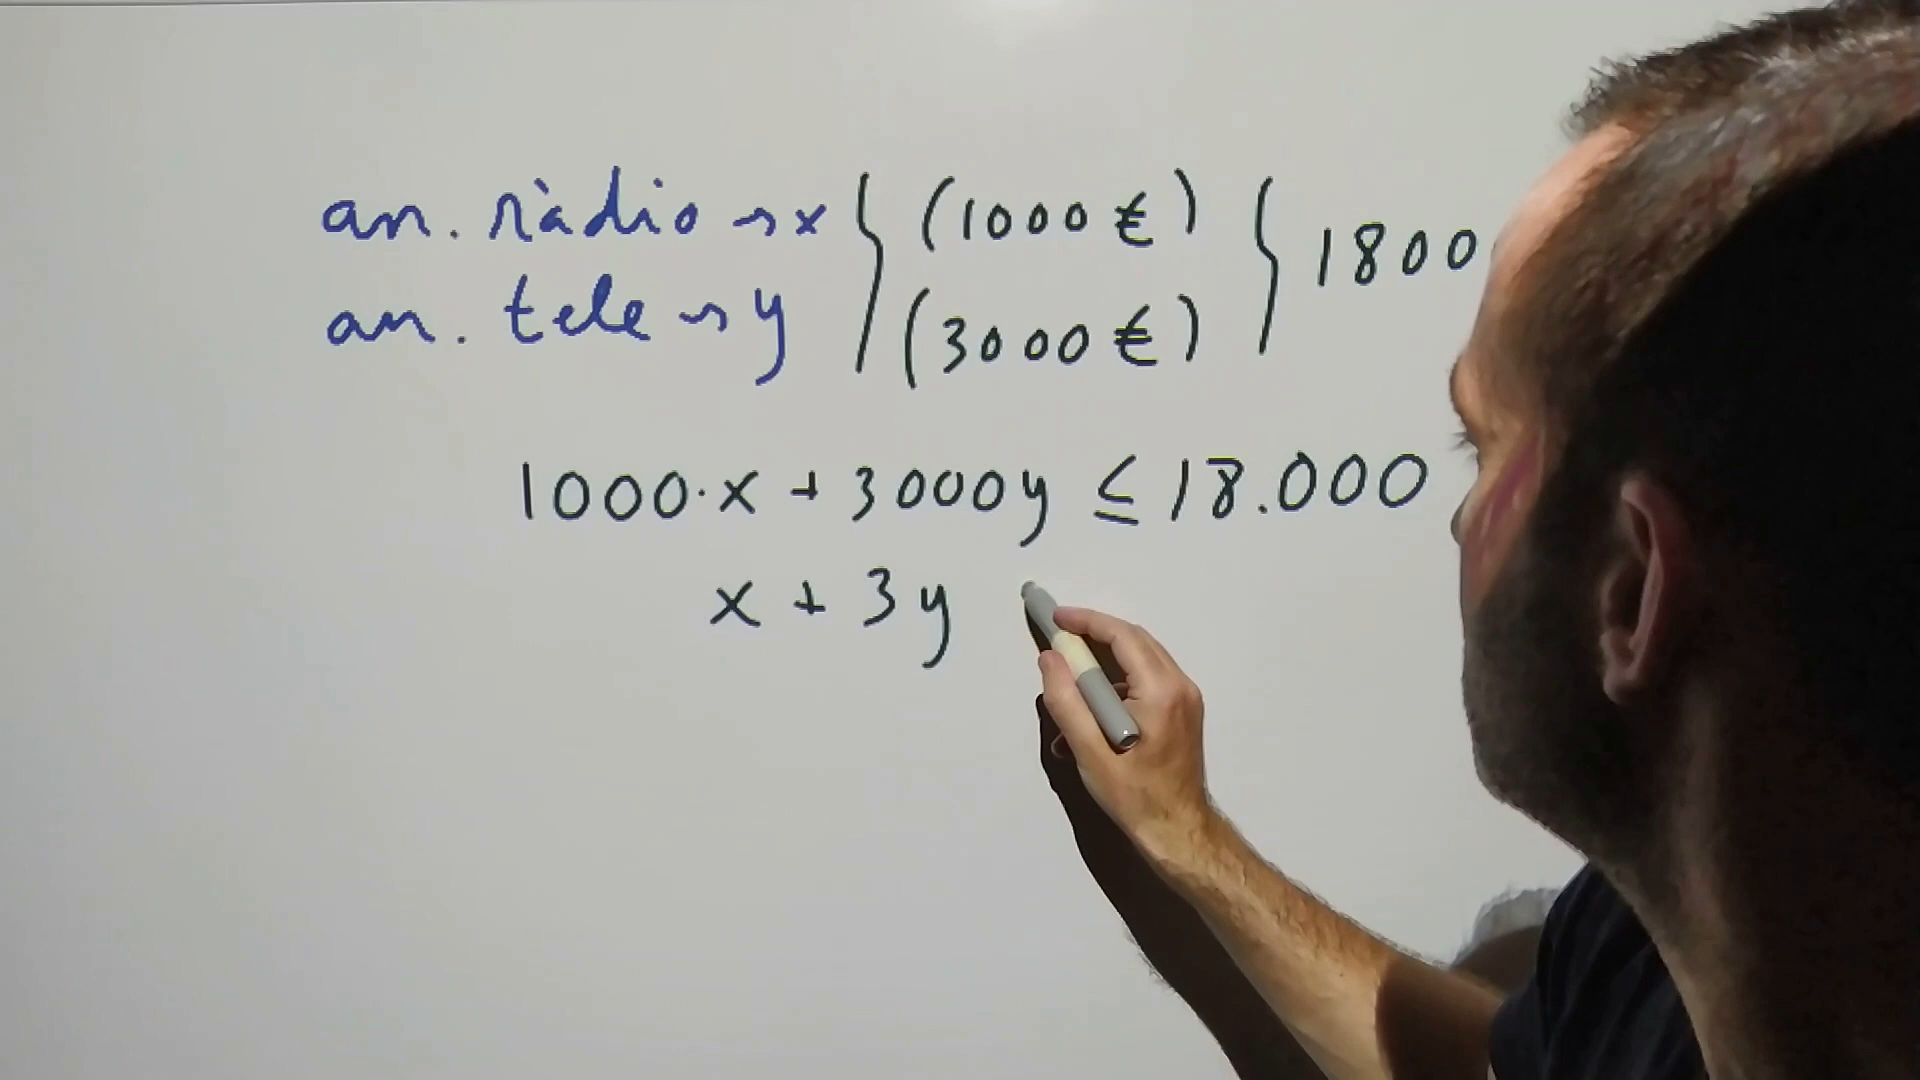 an. ràdio → x } (1000 €) } 1800
an. tele → y (3000 €)
1000·x + 3000y ≤ 18.000
x + 3y